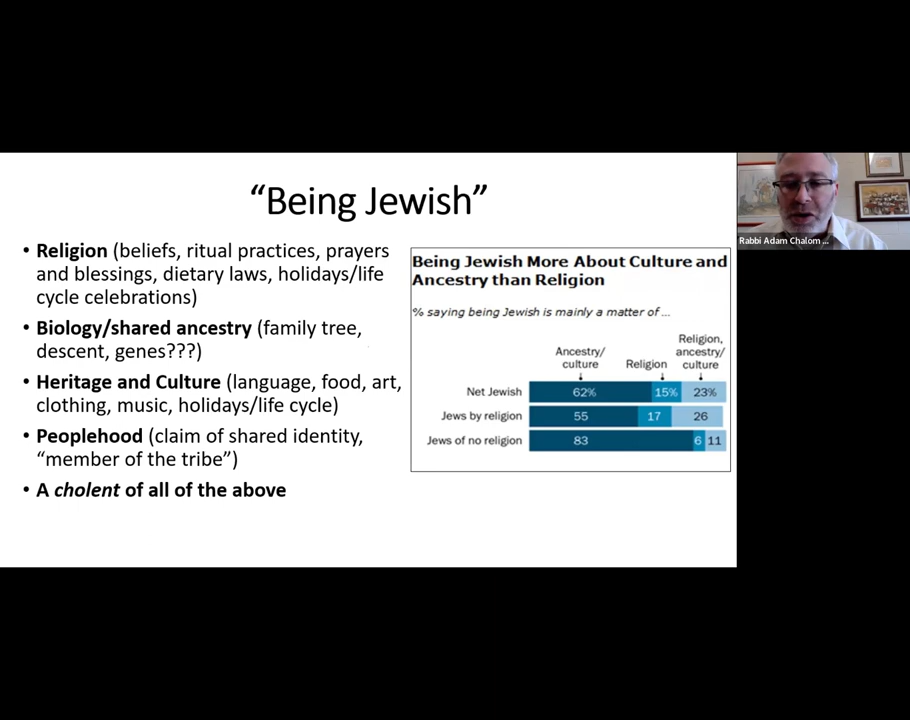 “Being Jewish”
• Religion (beliefs, ritual practices, prayers
and blessings, dietary laws, holidays/life
cycle celebrations)
• Biology/shared ancestry (family tree,
descent, genes???)
• Heritage and Culture (language, food, art,
clothing, music, holidays/life cycle)
• Peoplehood (claim of shared identity,
“member of the tribe”)
• A cholent of all of the above
Being Jewish More About Culture and
Ancestry than Religion
% saying being Jewish is mainly a matter of ...
Ancestry/
culture
Religion
Religion,
ancestry/
culture
Net Jewish 62% 15% 23%
Jews by religion 55 17 26
Jews of no religion 83 6 11
Rabbi Adam Chalom ...